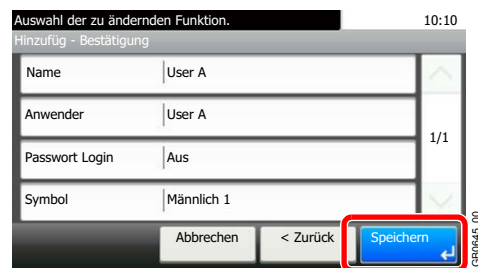 Auswahl der zu ändernden Funktion. 10:10
Hinzufüg - Bestätigung
Name User A
Anwender User A
1/1
Passwort Login Aus
Symbol Männlich 1
Abbrechen < Zurück Speichern
GB0645_00